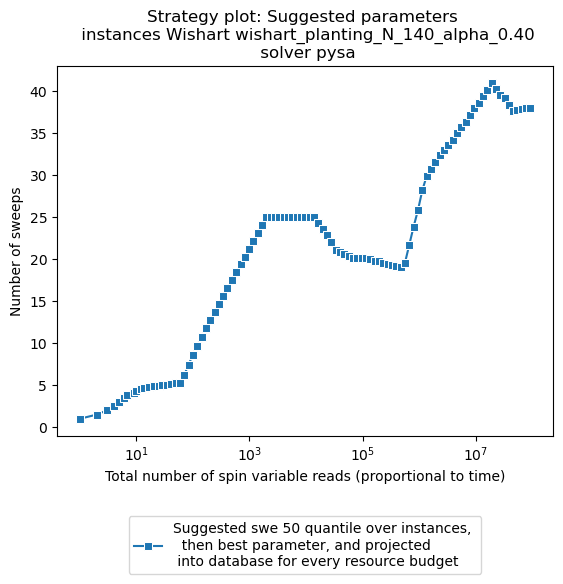 Strategy plot: Suggested parameters
instances Wishart wishart_planting_N_140_alpha_0.40
solver pysa
40
35
30
25
20
15
10
5
0
Number of sweeps
10^1
10^3
10^5
10^7
Total number of spin variable reads (proportional to time)
Suggested swe 50 quantile over instances,
then best parameter, and projected
into database for every resource budget